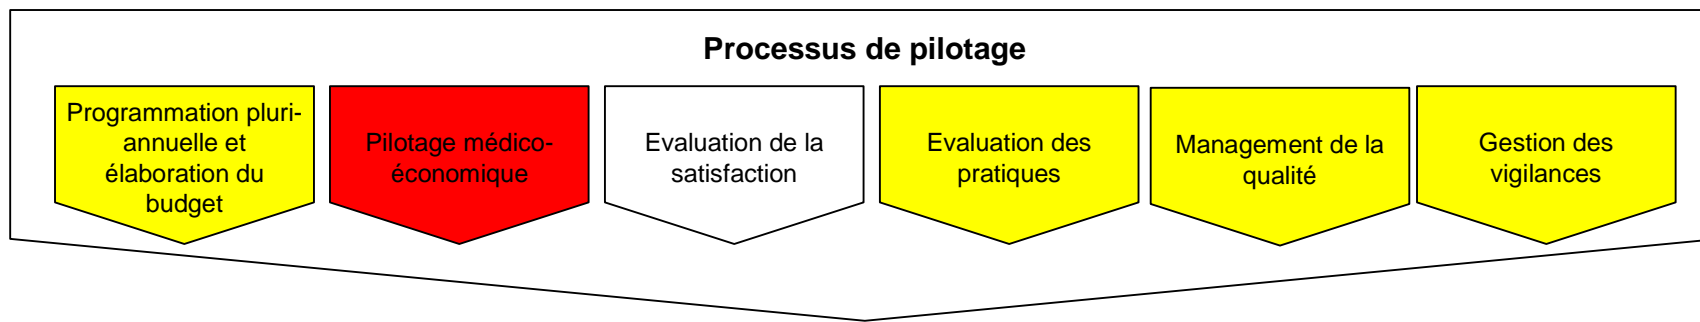 Processus de pilotage
Programmation pluri-
annuelle et
élaboration du
budget
Pilotage médico-
économique
Evaluation de la
satisfaction
Evaluation des
pratiques
Management de la
qualité
Gestion des
vigilances